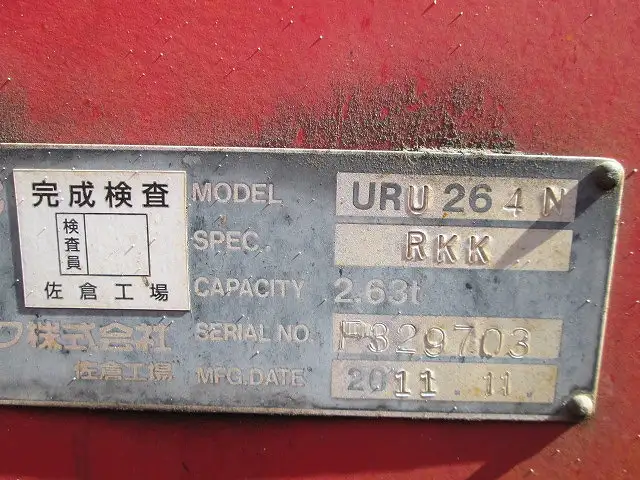 完成検査
検査員
佐倉工場
MODEL URU264N
SPEC. RKK
CAPACITY 2.63t
SERIAL NO. F329703
MFG.DATE 2011.11.
ク株式会社
佐倉工場